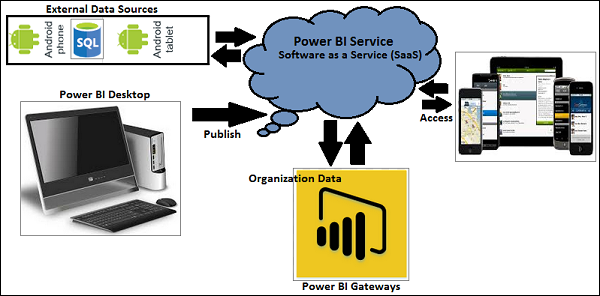 External Data Sources
Android
phone
SQL
Android
tablet
Power BI Service
Software as a Service (SaaS)
Power BI Desktop
Publish
Access
Organization Data
Power BI Gateways